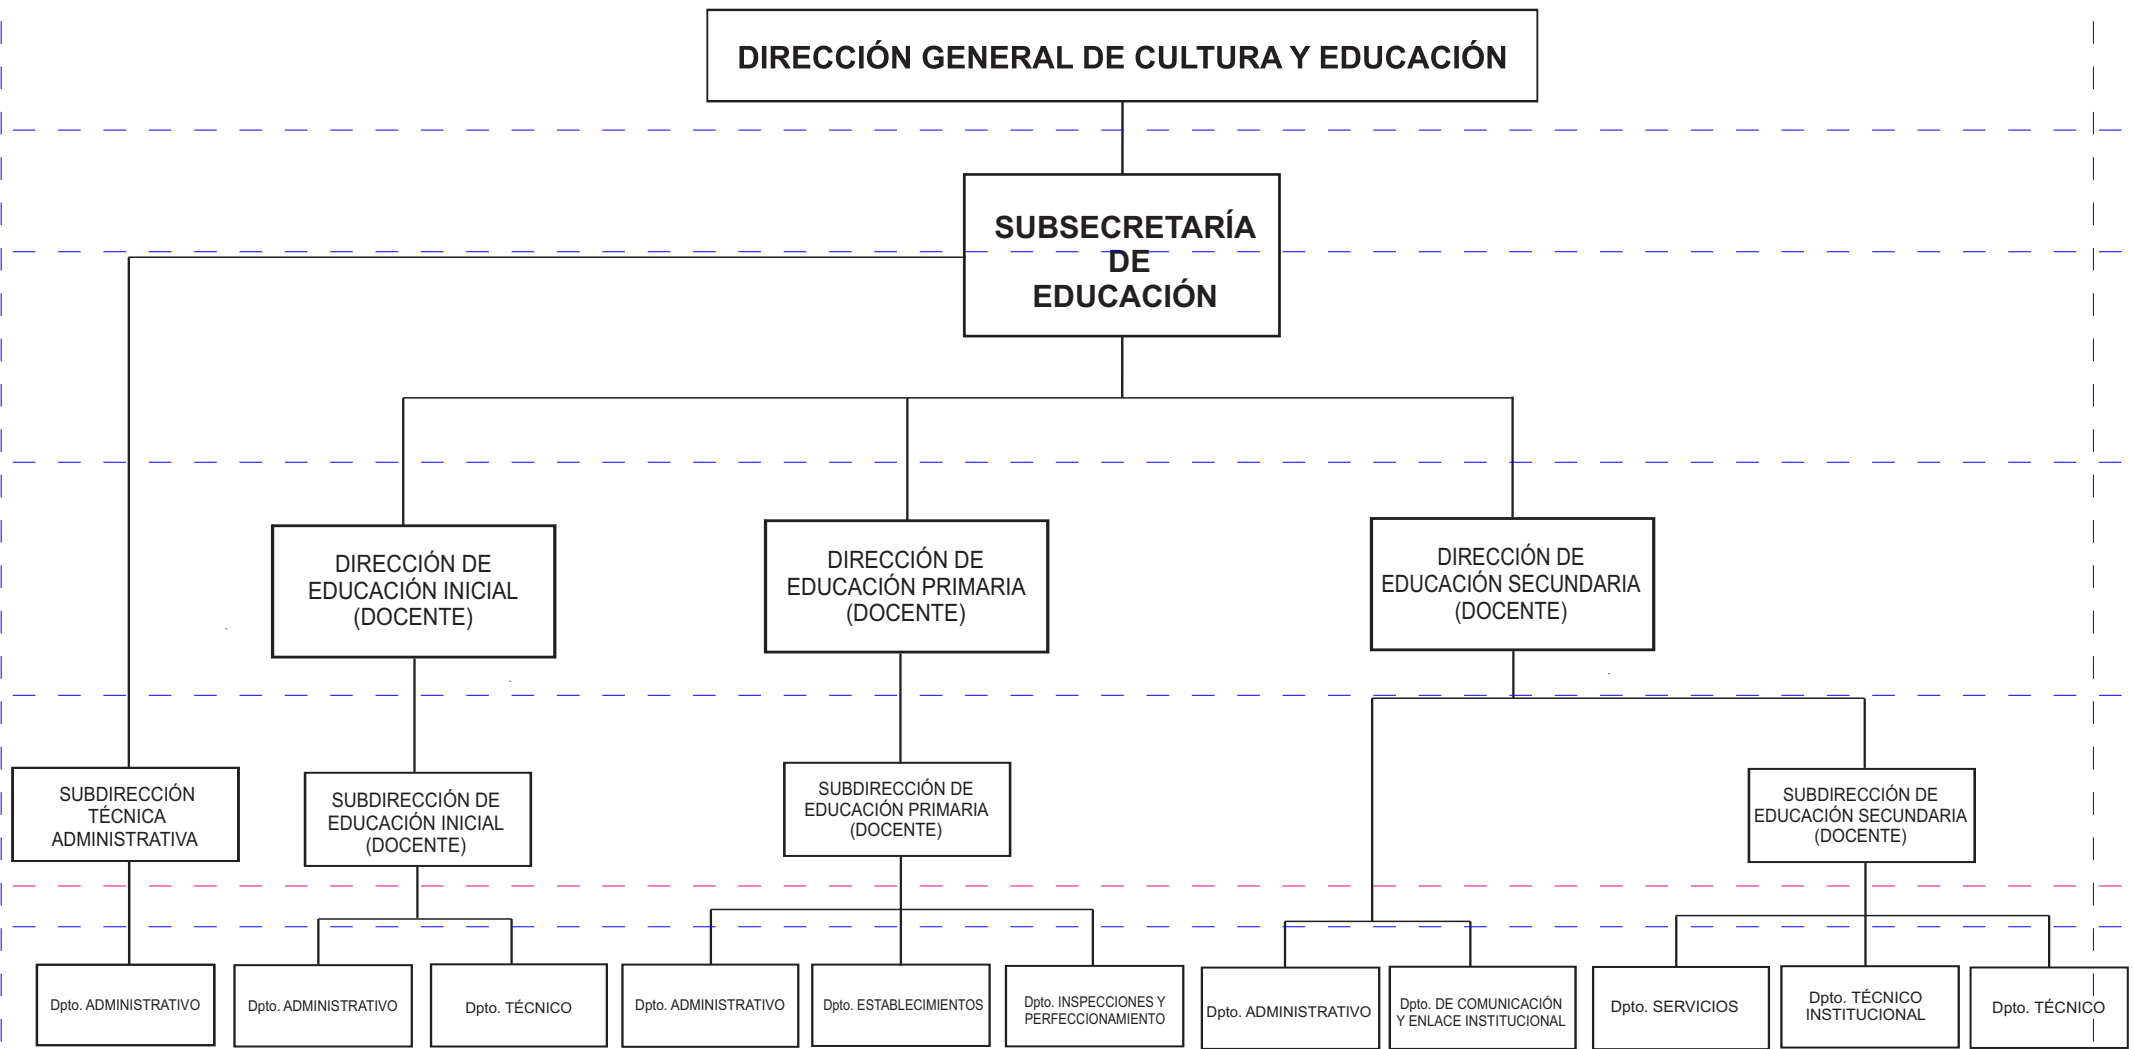 DIRECCIÓN GENERAL DE CULTURA Y EDUCACIÓN
SUBSECRETARÍA
DE
EDUCACIÓN
DIRECCIÓN DE
EDUCACIÓN INICIAL
(DOCENTE)
DIRECCIÓN DE
EDUCACIÓN PRIMARIA
(DOCENTE)
DIRECCIÓN DE
EDUCACIÓN SECUNDARIA
(DOCENTE)
SUBDIRECCIÓN
TÉCNICA
ADMINISTRATIVA
SUBDIRECCIÓN DE
EDUCACIÓN INICIAL
(DOCENTE)
SUBDIRECCIÓN DE
EDUCACIÓN PRIMARIA
(DOCENTE)
SUBDIRECCIÓN DE
EDUCACIÓN SECUNDARIA
(DOCENTE)
Dpto. ADMINISTRATIVO
Dpto. ADMINISTRATIVO
Dpto. TÉCNICO
Dpto. ADMINISTRATIVO
Dpto. ESTABLECIMIENTOS
Dpto. INSPECCIONES Y
PERFECCIONAMIENTO
Dpto. ADMINISTRATIVO
Dpto. DE COMUNICACIÓN
Y ENLACE INSTITUCIONAL
Dpto. SERVICIOS
Dpto. TÉCNICO
INSTITUCIONAL
Dpto. TÉCNICO